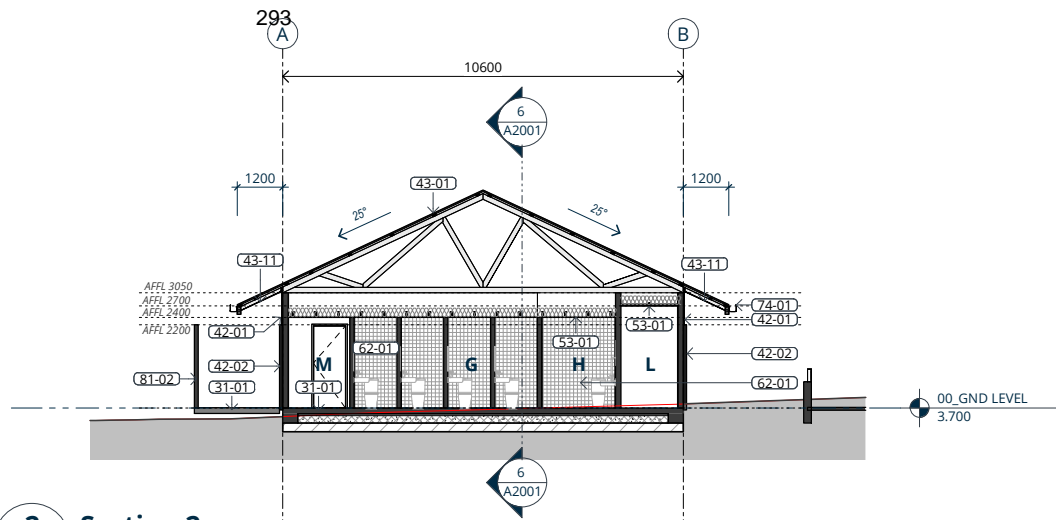 293
A
B
10600
6
A2001
1200
43-01
1200
25°
25°
43-11
43-11
AFFL 3050
AFFL 2700
AFFL 2400
AFFL 2200
74-01
42-01
53-01
42-01
53-01
62-01
42-02
42-02
M
G
H
L
81-02
31-01
31-01
62-01
00_GND LEVEL
3.700
6
A2001